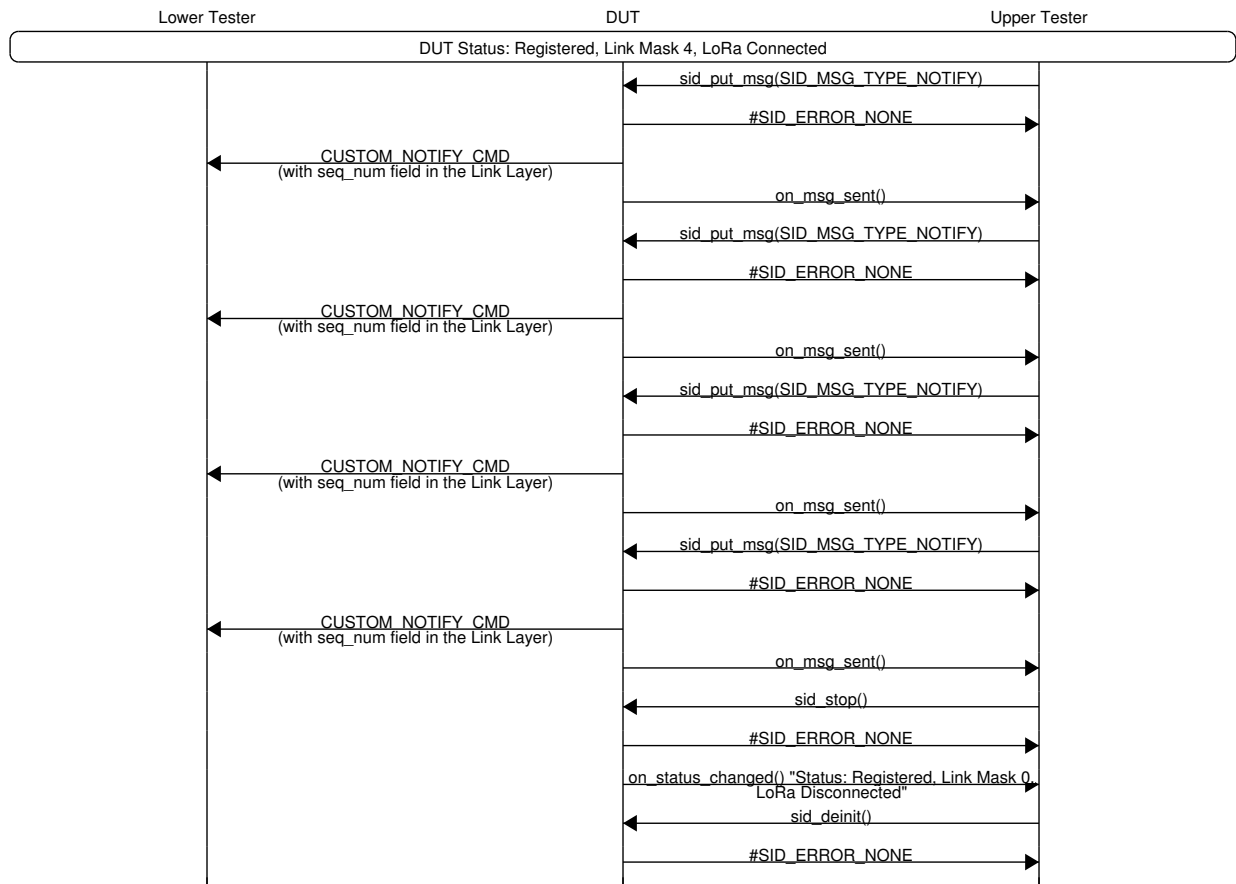 Lower Tester DUT Upper Tester
DUT Status: Registered, Link Mask 4, LoRa Connected
sid_put_msg(SID_MSG_TYPE_NOTIFY)
#SID_ERROR_NONE
CUSTOM_NOTIFY_CMD
(with seq_num field in the Link Layer)
on_msg_sent()
sid_put_msg(SID_MSG_TYPE_NOTIFY)
#SID_ERROR_NONE
CUSTOM_NOTIFY_CMD
(with seq_num field in the Link Layer)
on_msg_sent()
sid_put_msg(SID_MSG_TYPE_NOTIFY)
#SID_ERROR_NONE
CUSTOM_NOTIFY_CMD
(with seq_num field in the Link Layer)
on_msg_sent()
sid_put_msg(SID_MSG_TYPE_NOTIFY)
#SID_ERROR_NONE
CUSTOM_NOTIFY_CMD
(with seq_num field in the Link Layer)
on_msg_sent()
sid_stop()
#SID_ERROR_NONE
on_status_changed() "Status: Registered, Link Mask 0,
LoRa Disconnected"
sid_deinit()
#SID_ERROR_NONE